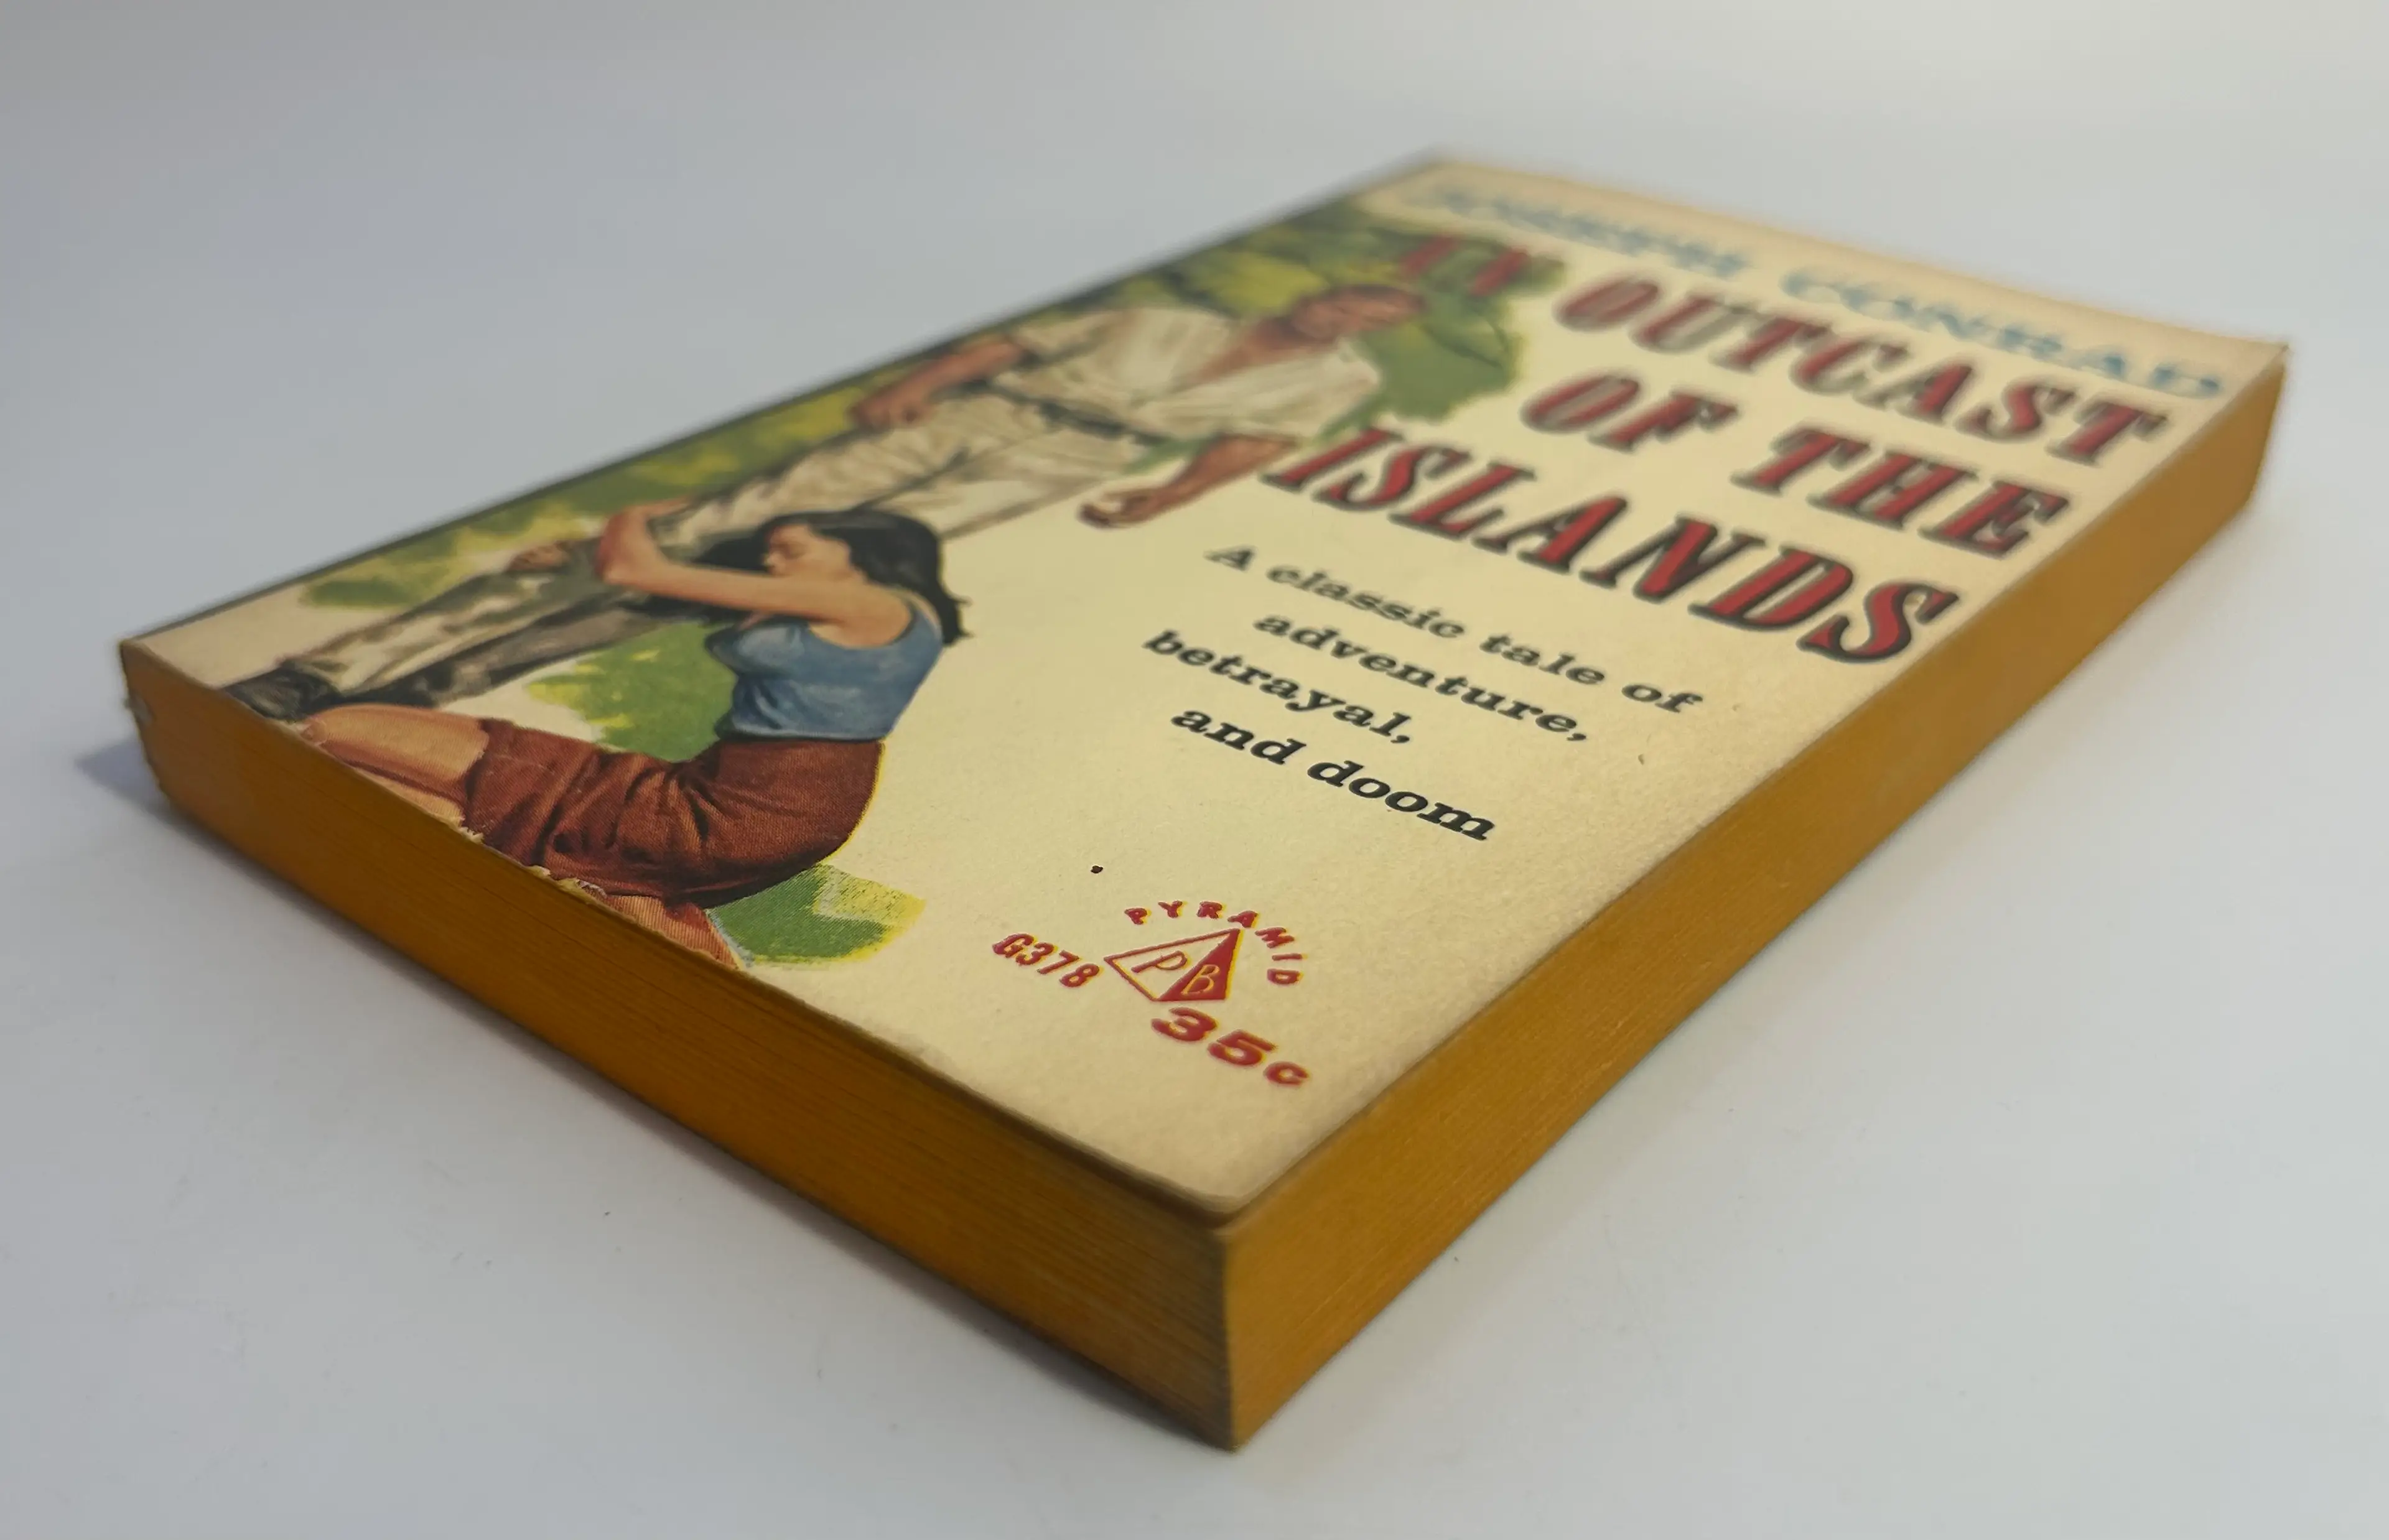 JOSEPH CONRAD
AN OUTCAST
OF THE
ISLANDS
A classic tale of
adventure,
betrayal,
and doom
PYRAMID
G378
PB
35c